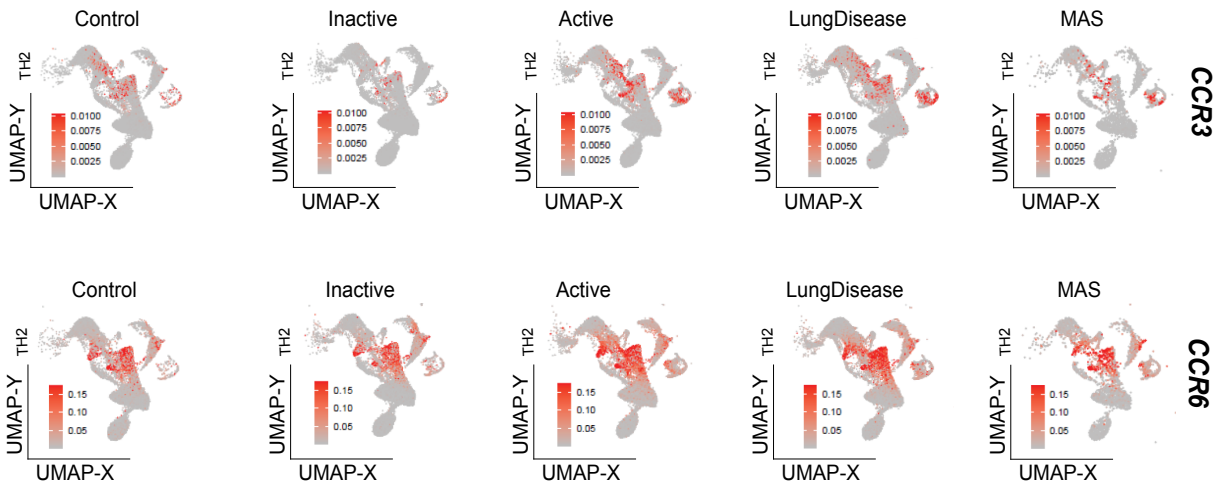 Control
Inactive
Active
LungDisease
MAS
TH2
TH2
TH2
TH2
TH2
CCR3
0.0100
0.0075
0.0050
0.0025
0.0100
0.0075
0.0050
0.0025
0.0100
0.0075
0.0050
0.0025
0.0100
0.0075
0.0050
0.0025
0.0100
0.0075
0.0050
0.0025
UMAP-Y
UMAP-Y
UMAP-Y
UMAP-Y
UMAP-Y
UMAP-X
UMAP-X
UMAP-X
UMAP-X
UMAP-X
Control
Inactive
Active
LungDisease
MAS
TH2
TH2
TH2
TH2
TH2
CCR6
0.15
0.10
0.05
0.15
0.10
0.05
0.15
0.10
0.05
0.15
0.10
0.05
0.15
0.10
0.05
UMAP-Y
UMAP-Y
UMAP-Y
UMAP-Y
UMAP-Y
UMAP-X
UMAP-X
UMAP-X
UMAP-X
UMAP-X